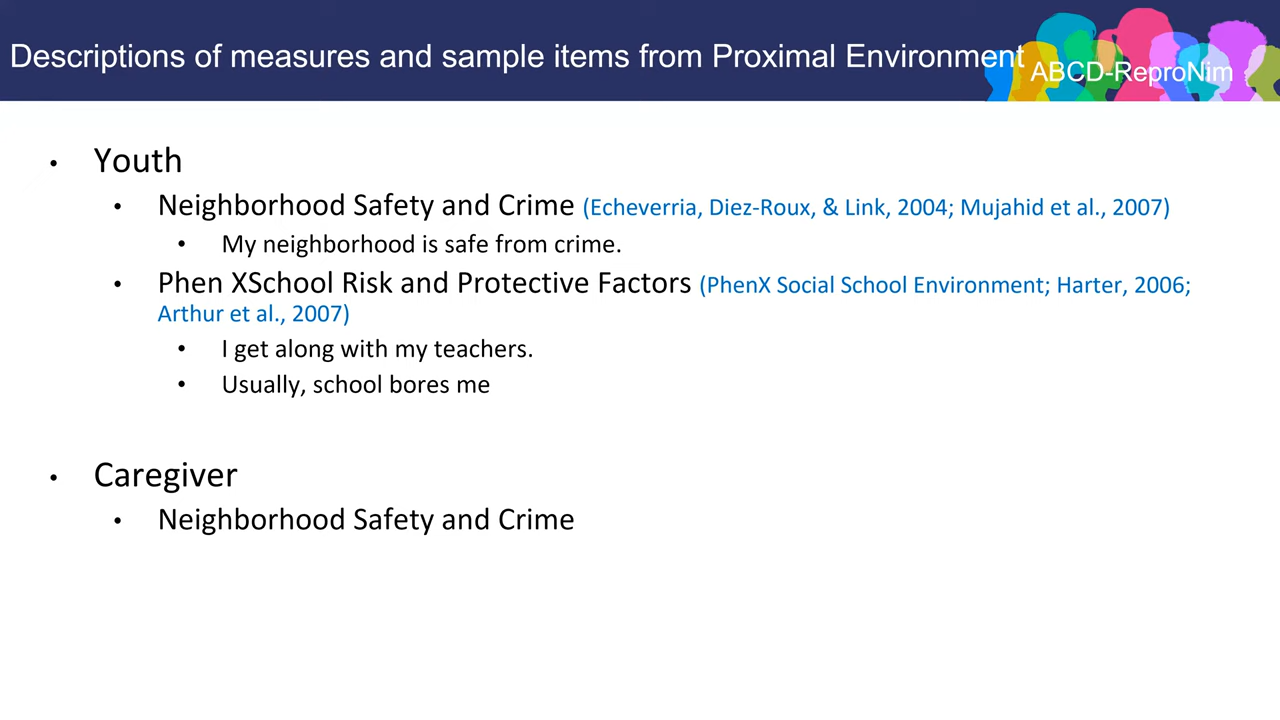 Descriptions of measures and sample items from Proximal Environment
ABCD-ReproNim
• Youth
• Neighborhood Safety and Crime (Echeverria, Diez-Roux, & Link, 2004; Mujahid et al., 2007)
• My neighborhood is safe from crime.
• Phen XSchool Risk and Protective Factors (PhenX Social School Environment; Harter, 2006;
Arthur et al., 2007)
• I get along with my teachers.
• Usually, school bores me
• Caregiver
• Neighborhood Safety and Crime